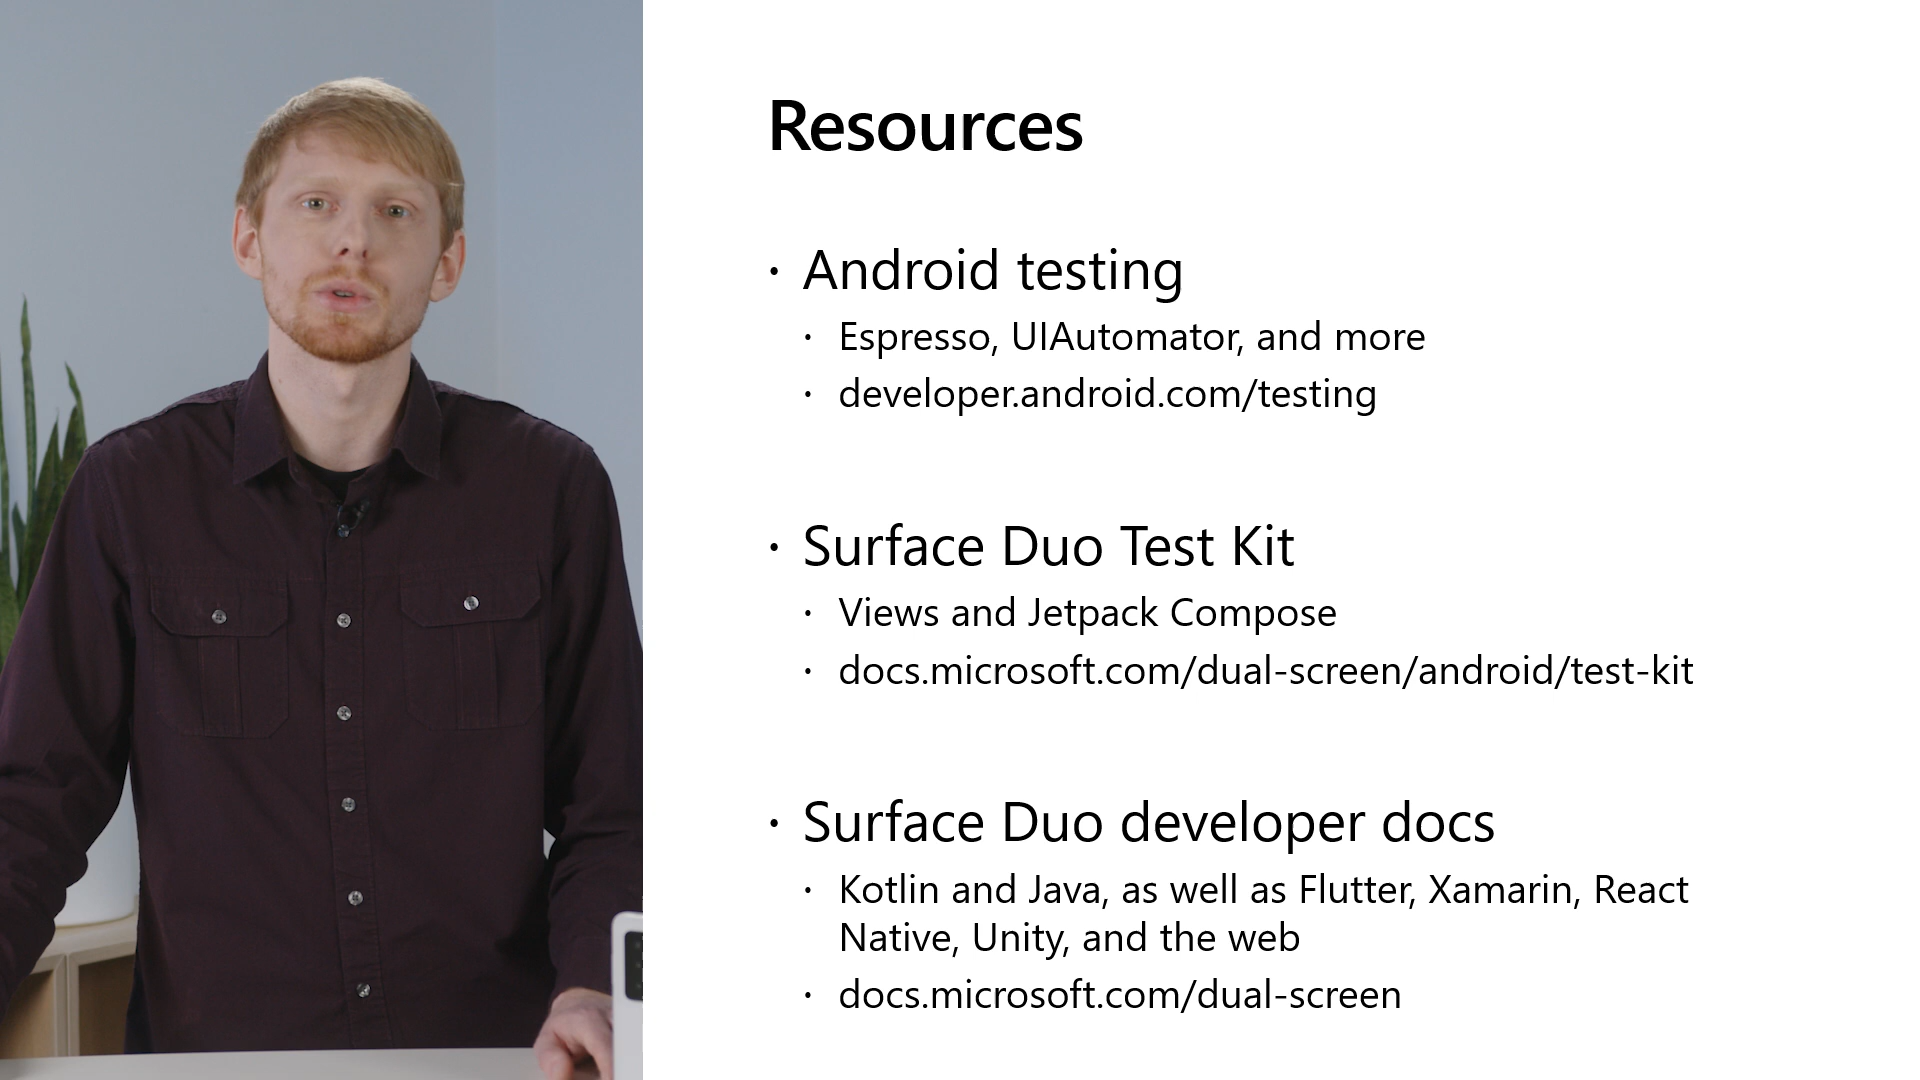 Resources
· Android testing
· Espresso, UIAutomator, and more
· developer.android.com/testing
· Surface Duo Test Kit
· Views and Jetpack Compose
· docs.microsoft.com/dual-screen/android/test-kit
· Surface Duo developer docs
· Kotlin and Java, as well as Flutter, Xamarin, React
Native, Unity, and the web
· docs.microsoft.com/dual-screen